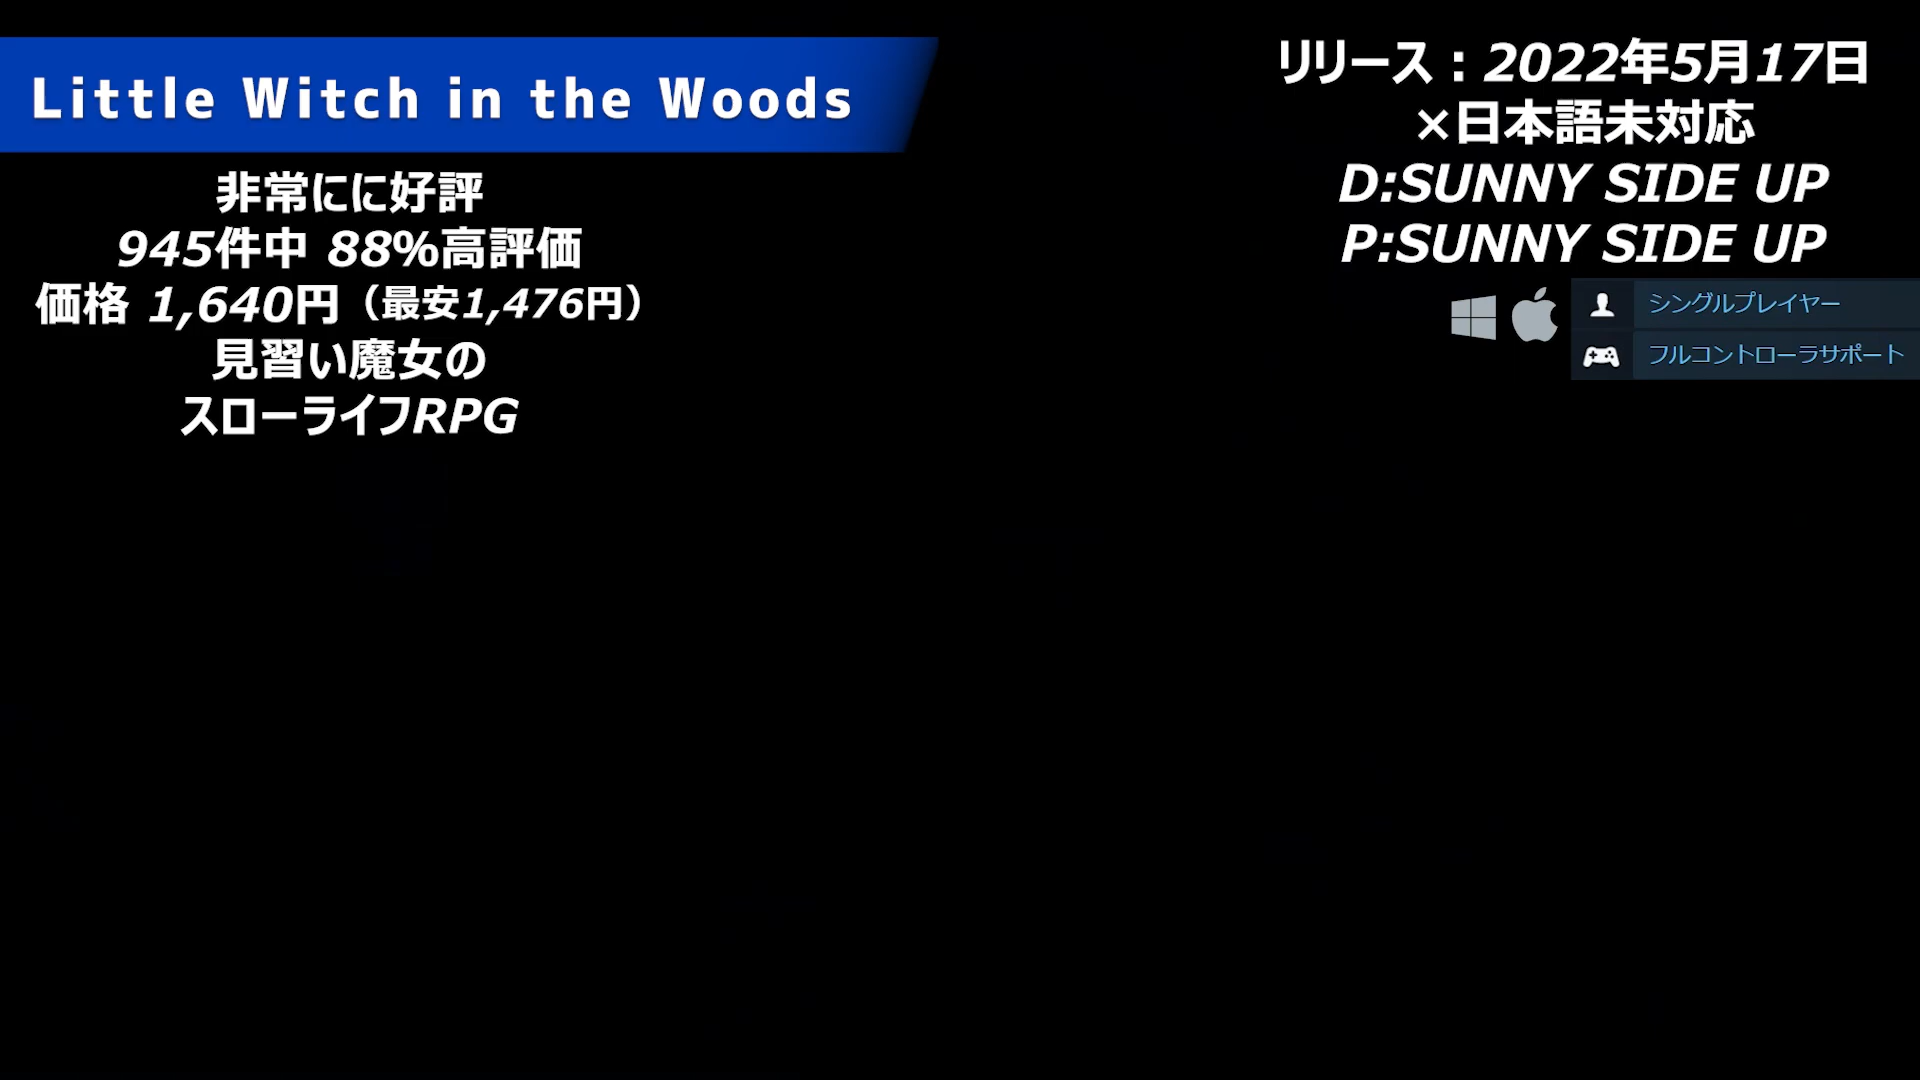 Little Witch in the Woods
非常にに好評
945件中 88%高評価
価格 1,640円（最安1,476円）
見習い魔女の
スローライフRPG
リリース：2022年5月17日
×日本語未対応
D:SUNNY SIDE UP
P:SUNNY SIDE UP
シングルプレイヤー
フルコントローラサポート